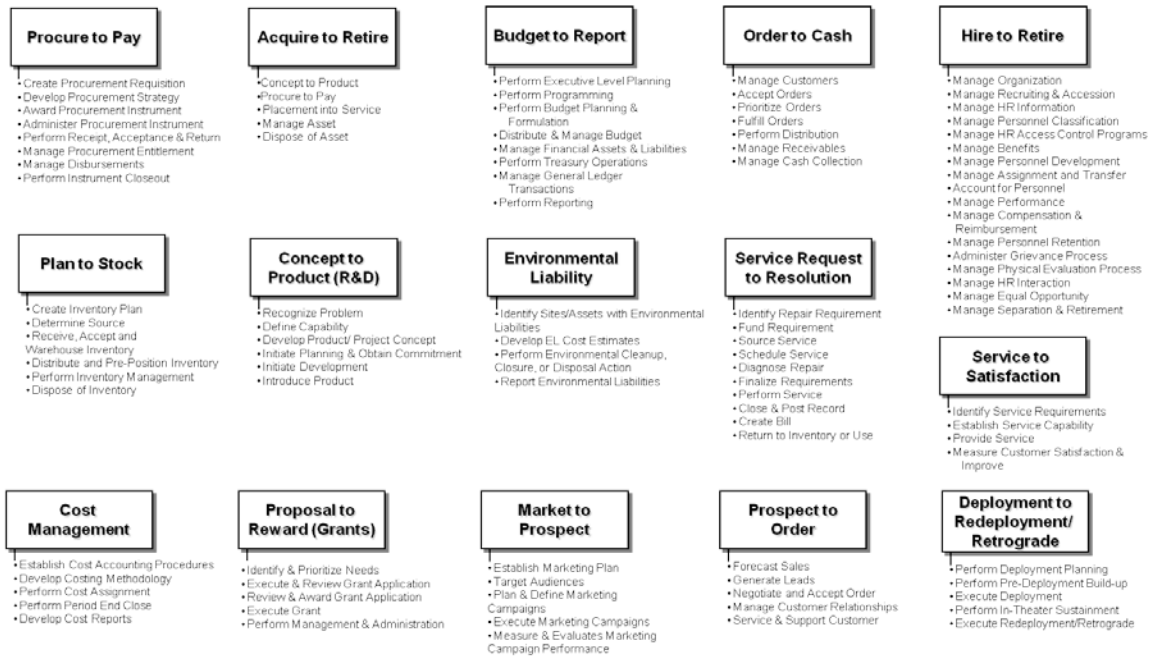 Procure to Pay
• Create Procurement Requisition
• Develop Procurement Strategy
• Award Procurement Instrument
• Administer Procurement Instrument
• Perform Receipt, Acceptance & Return
• Manage Procurement Entitlement
• Manage Disbursements
• Perform Instrument Closeout
Acquire to Retire
• Concept to Product
• Procure to Pay
• Placement into Service
• Manage Asset
• Dispose of Asset
Budget to Report
• Perform Executive Level Planning
• Perform Programming
• Perform Budget Planning &
Formulation
• Distribute & Manage Budget
• Manage Financial Assets & Liabilities
• Perform Treasury Operations
• Manage General Ledger
Transactions
• Perform Reporting
Order to Cash
• Manage Customers
• Accept Orders
• Prioritize Orders
• Fulfill Orders
• Perform Distribution
• Manage Receivables
• Manage Cash Collection
Hire to Retire
• Manage Organization
• Manage Recruiting & Accession
• Manage HR Information
• Manage Personnel Classification
• Manage HR Access Control Programs
• Manage Benefits
• Manage Personnel Development
• Manage Assignment and Transfer
• Account for Personnel
• Manage Performance
• Manage Compensation &
Reimbursement
• Manage Personnel Retention
• Administer Grievance Process
• Manage Physical Evaluation Process
• Manage HR Interaction
• Manage Equal Opportunity
• Manage Separation & Retirement
Plan to Stock
• Create Inventory Plan
• Determine Source
• Receive, Accept and
Warehouse Inventory
• Distribute and Pre-Position Inventory
• Perform Inventory Management
• Dispose of Inventory
Concept to
Product (R&D)
• Recognize Problem
• Define Capability
• Develop Product/ Project Concept
• Initiate Planning & Obtain Commitment
• Initiate Development
• Introduce Product
Environmental
Liability
• Identify Sites/Assets with Environmental
Liabilities
• Develop EL Cost Estimates
• Perform Environmental Cleanup,
Closure, or Disposal Action
• Report Environmental Liabilities
Service Request
to Resolution
• Identify Repair Requirement
• Fund Requirement
• Source Service
• Schedule Service
• Diagnose Repair
• Finalize Requirements
• Perform Service
• Close & Post Record
• Create Bill
• Return to Inventory or Use
Service to
Satisfaction
• Identify Service Requirements
• Establish Service Capability
• Provide Service
• Measure Customer Satisfaction &
Improve
Cost
Management
• Establish Cost Accounting Procedures
• Develop Costing Methodology
• Perform Cost Assignment
• Perform Period End Close
• Develop Cost Reports
Proposal to
Reward (Grants)
• Identify & Prioritize Needs
• Execute & Review Grant Application
• Review & Award Grant Application
• Execute Grant
• Perform Management & Administration
Market to
Prospect
• Establish Marketing Plan
• Target Audiences
• Plan & Define Marketing
Campaigns
• Execute Marketing Campaigns
• Measure & Evaluates Marketing
Campaign Performance
Prospect to
Order
• Forecast Sales
• Generate Leads
• Negotiate and Accept Order
• Manage Customer Relationships
• Service & Support Customer
Deployment to
Redeployment/
Retrograde
• Perform Deployment Planning
• Perform Pre-Deployment Build-up
• Execute Deployment
• Perform In-Theater Sustainment
• Execute Redeployment/Retrograde